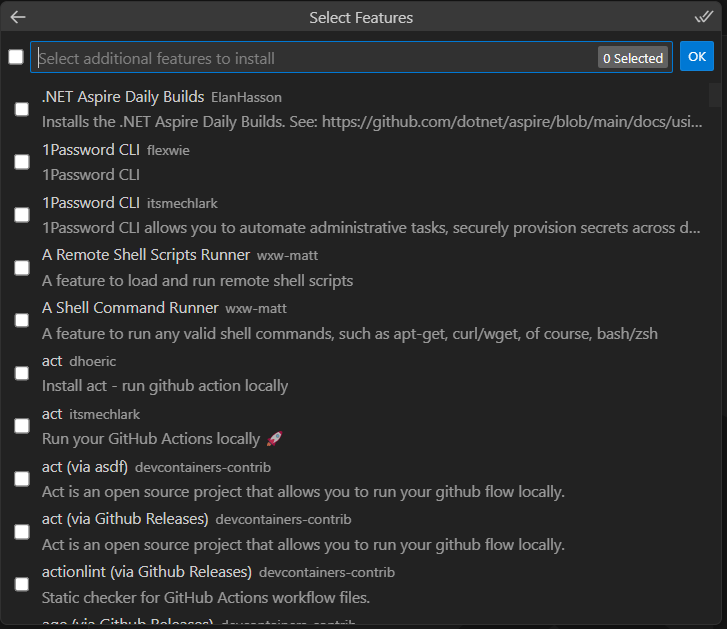 Select Features
Select additional features to install 0 Selected OK
.NET Aspire Daily Builds ElanHasson
Installs the .NET Aspire Daily Builds. See: https://github.com/dotnet/aspire/blob/main/docs/usi...
1Password CLI flexwie
1Password CLI
1Password CLI itsmechlark
1Password CLI allows you to automate administrative tasks, securely provision secrets across d...
A Remote Shell Scripts Runner wxw-matt
A feature to load and run remote shell scripts
A Shell Command Runner wxw-matt
A feature to run any valid shell commands, such as apt-get, curl/wget, of course, bash/zsh
act dhoeric
Install act - run github action locally
act itsmechlark
Run your GitHub Actions locally 🚀
act (via asdf) devcontainers-contrib
Act is an open source project that allows you to run your github flow locally.
act (via Github Releases) devcontainers-contrib
Act is an open source project that allows you to run your github flow locally.
actionlint (via Github Releases) devcontainers-contrib
Static checker for GitHub Actions workflow files.
age (via Github Releases) devcontainers-contrib